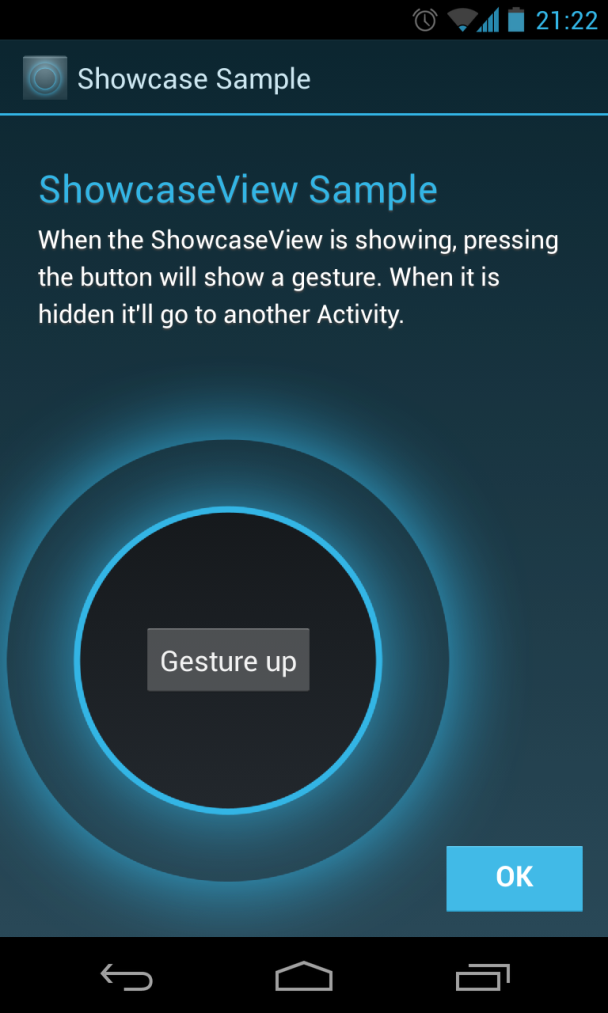 21:22
Showcase Sample
ShowcaseView Sample
When the ShowcaseView is showing, pressing
the button will show a gesture. When it is
hidden it'll go to another Activity.
Gesture up
OK